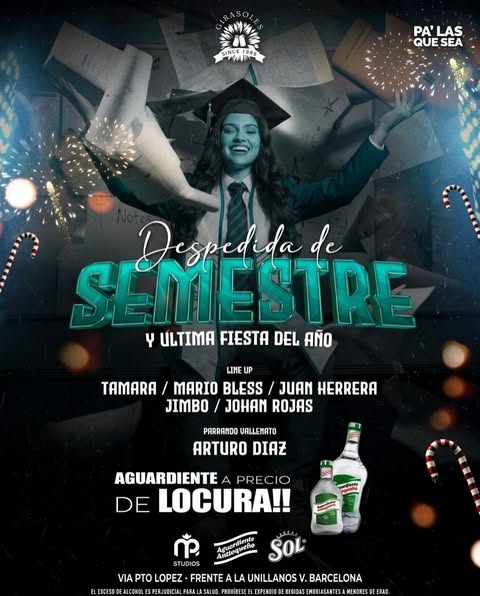 GIRASOLES
SINCE 1985
PA' LAS
QUE SEA
Notes
Despedida de
SEMESTRE
Y ULTIMA FIESTA DEL AÑO
LINE UP
TAMARA / MARIO BLESS / JUAN HERRERA
JIMBO / JOHAN ROJAS
PARRANDO VALLENATO
ARTURO DIAZ
AGUARDIENTE A PRECIO
DE LOCURA!!
STUDIOS
Aguardiente
Antioqueño
SOL
VIA PTO LOPEZ - FRENTE A LA UNILLANOS V. BARCELONA
EL EXCESO DE ALCOHOL ES PERJUDICIAL PARA LA SALUD. PROHÍBESE EL EXPENDIO DE BEBIDAS EMBRIAGANTES A MENORES DE EDAD.